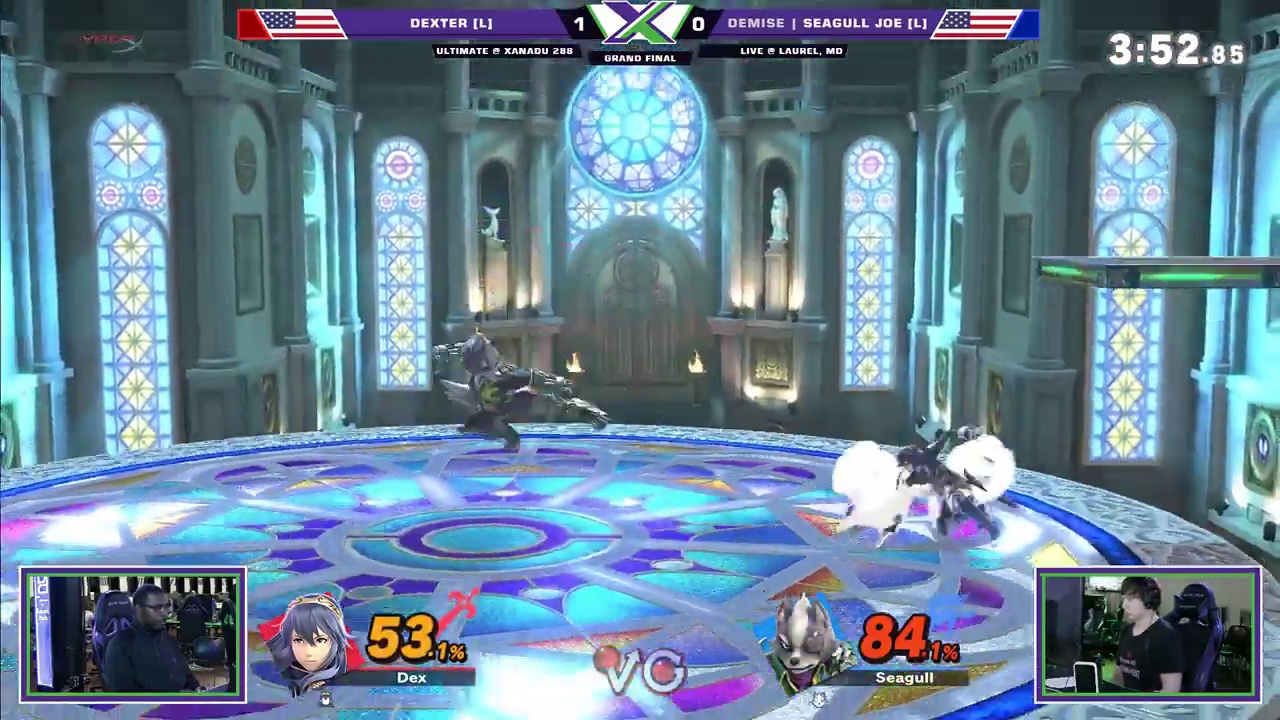 DEXTER [L]
1
0
DEMISE | SEAGULL JOE [L]
ULTIMATE @ XANADU 288
LIVE @ LAUREL, MD
GRAND FINAL
3:52.85
53.1%
84.1%
Dex
VG
Seagull